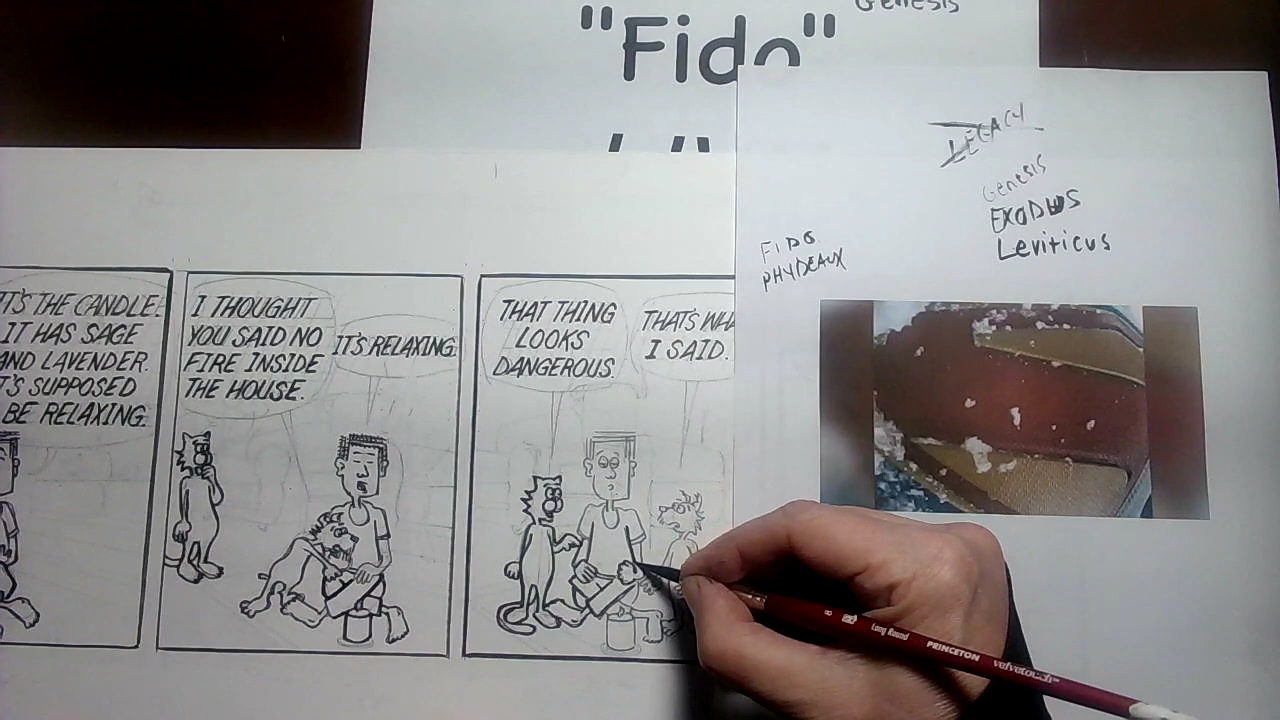 Genesis
"Fido"
LEGACY
Genesis
EXODUS
Leviticus
FIDO
PHYDEAUX
IT'S THE CANDLE.
IT HAS SAGE
AND LAVENDER.
IT'S SUPPOSED
BE RELAXING.
I THOUGHT
YOU SAID NO
FIRE INSIDE
THE HOUSE.
IT'S RELAXING.
THAT THING
LOOKS
DANGEROUS.
THAT'S WHA
I SAID.
8 Long Round PRINCETON velvetouch